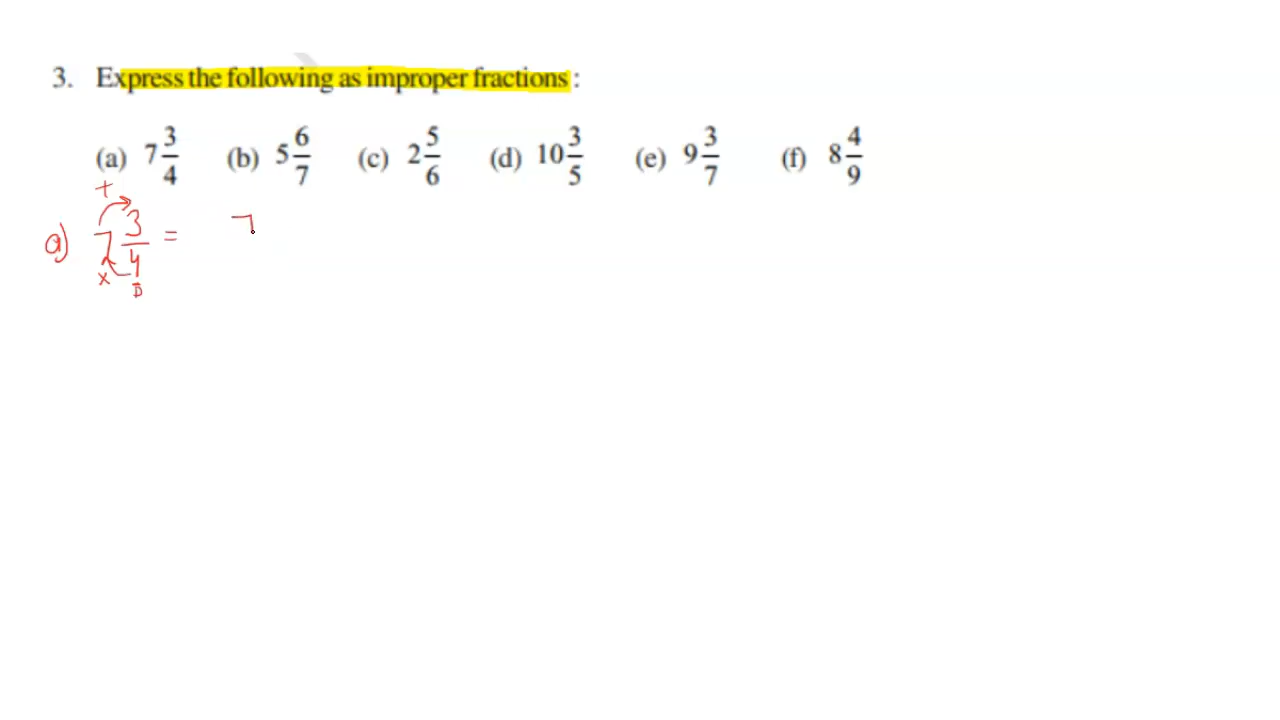 3. Express the following as improper fractions :
(a) 7 3/4 (b) 5 6/7 (c) 2 5/6 (d) 10 3/5 (e) 9 3/7 (f) 8 4/9
+
a) 7 3/4 = 7
x
D